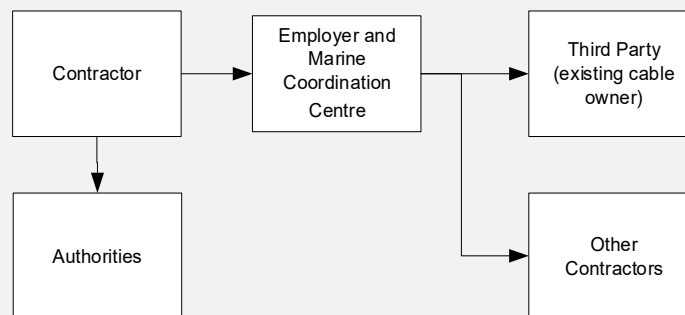 Contractor
Employer and
Marine
Coordination
Centre
Third Party
(existing cable
owner)
Authorities
Other
Contractors